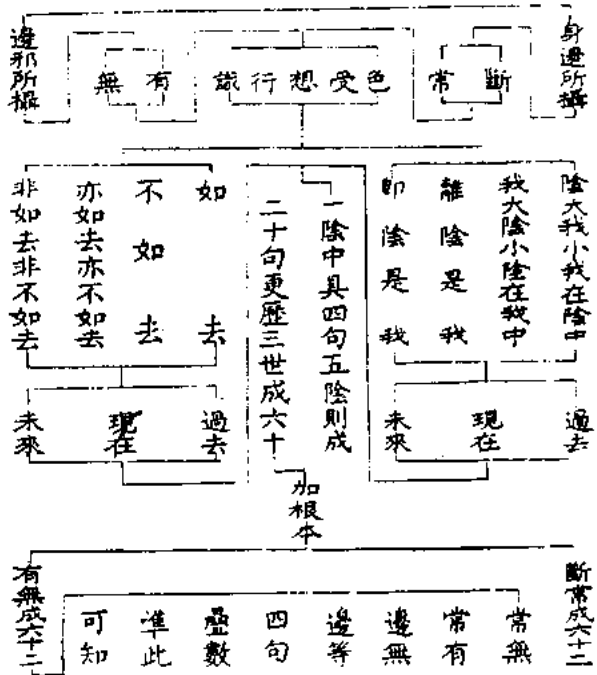 身邊所攝
斷
常
色
受
想
行
識
有
無
邊邪所攝
陰大我小我在陰中
我大陰小陰在我中
離陰是我
即陰是我
過去
現在
未來
一陰中具四句五陰則成
二十句更歷三世成六十
如去
不如去
亦如去亦不如去
非如去非不如去
過去
現在
未來
加根本
斷常成六十二
常無
常有
邊無
邊等
四句
疊數
準此
可知
有無成六十二